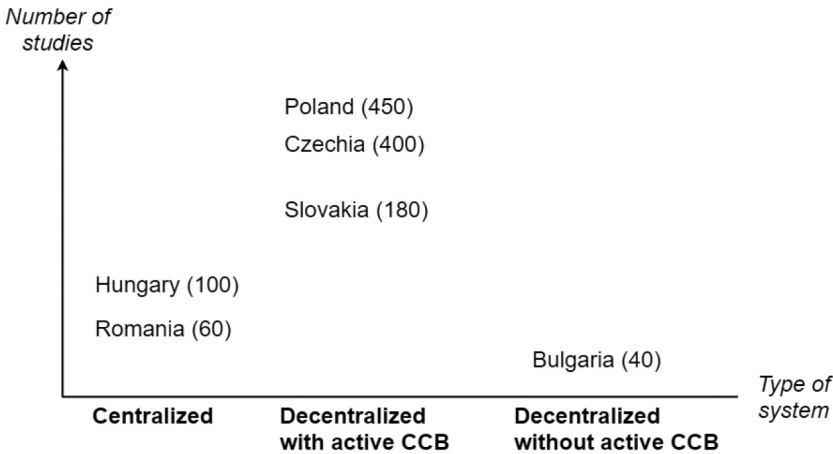 Number of
studies
Poland (450)
Czechia (400)
Slovakia (180)
Hungary (100)
Romania (60)
Bulgaria (40)
Type of
system
Centralized
Decentralized
with active CCB
Decentralized
without active CCB